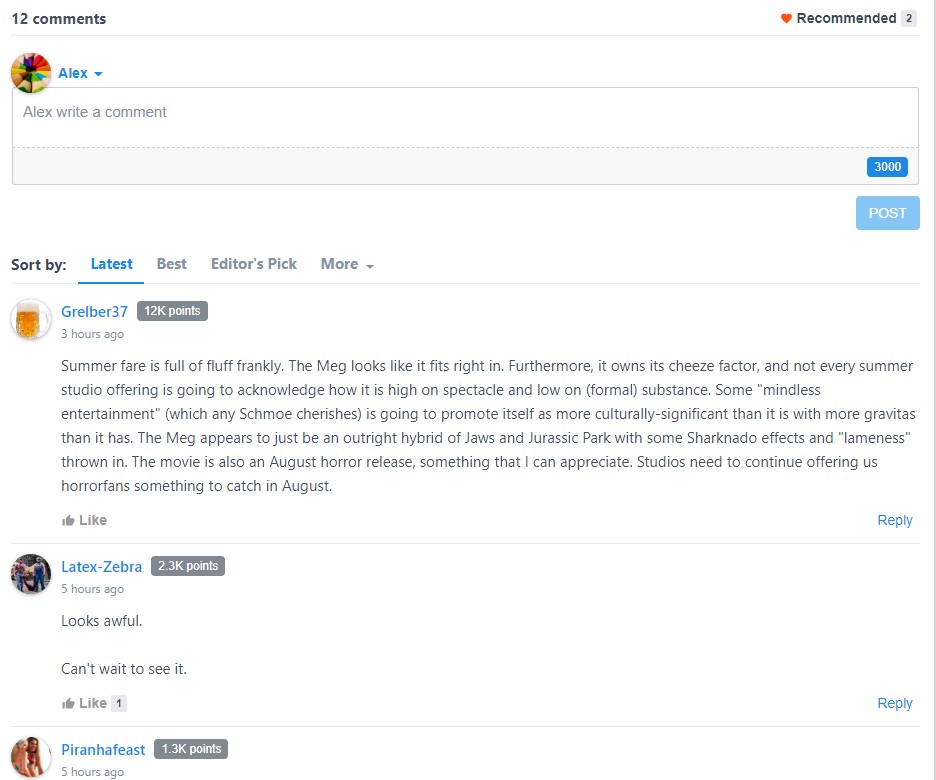 12 comments
Recommended 2
Alex
Alex write a comment
3000
POST
Sort by: Latest Best Editor's Pick More
Grelber37 12K points
3 hours ago
Summer fare is full of fluff frankly. The Meg looks like it fits right in. Furthermore, it owns its cheeze factor, and not every summer
studio offering is going to acknowledge how it is high on spectacle and low on (formal) substance. Some "mindless
entertainment" (which any Schmoe cherishes) is going to promote itself as more culturally-significant than it is with more gravitas
than it has. The Meg appears to just be an outright hybrid of Jaws and Jurassic Park with some Sharknado effects and "lameness"
thrown in. The movie is also an August horror release, something that I can appreciate. Studios need to continue offering us
horrorfans something to catch in August.
Like Reply
Latex-Zebra 2.3K points
5 hours ago
Looks awful.
Can't wait to see it.
Like 1 Reply
Piranhafeast 1.3K points
5 hours ago